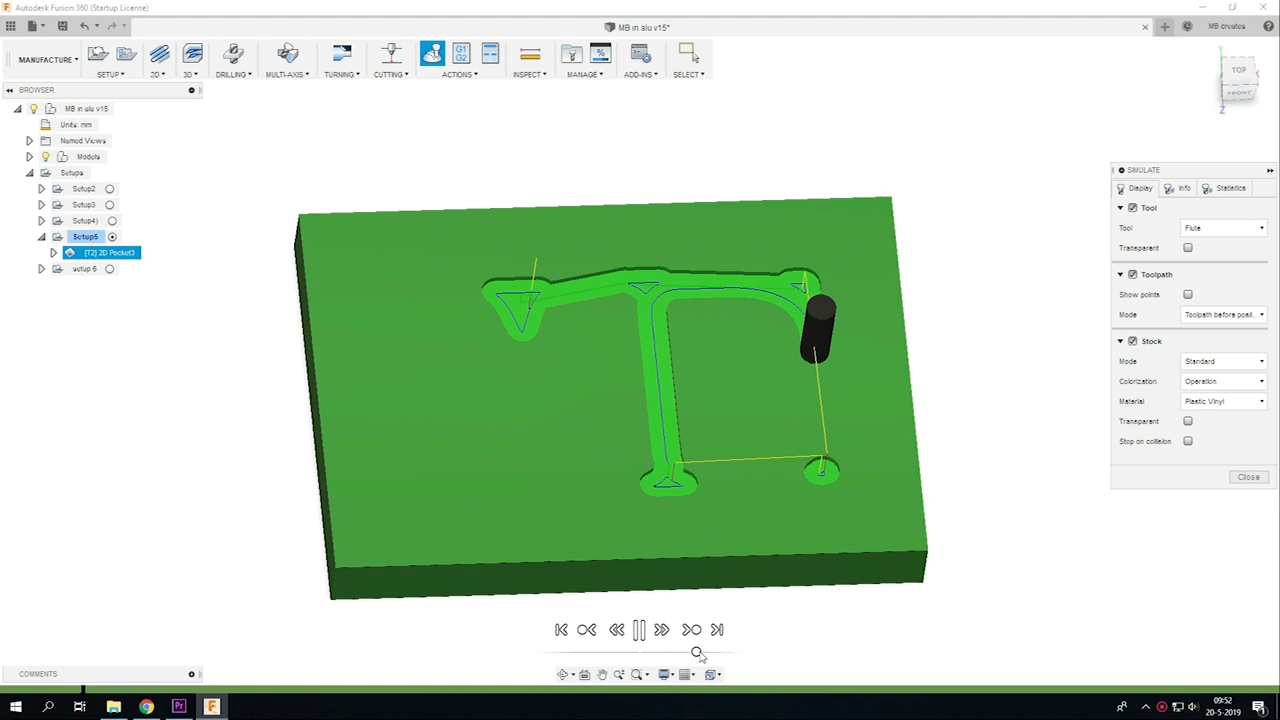 Autodesk Fusion 360 (Startup License)
MB in alu v15*
MB creates
MANUFACTURE
SETUP
2D
3D
DRILLING
MULTI-AXIS
TURNING
CUTTING
G1
G2
ACTIONS
INSPECT
MANAGE
ADD-INS
SELECT
BROWSER
MB in alu v15
Units: mm
Named Views
Models
Setups
Setup2
Setup3
Setup4)
Setup5
[T2] 2D Pocket3
setup 6
TOP
FRONT
Z
SIMULATE
Display
Info
Statistics
Tool
Tool Flute
Transparent
Toolpath
Show points
Mode Toolpath before posit...
Stock
Mode Standard
Colorization Operation
Material Plastic Vinyl
Transparent
Stop on collision
Close
COMMENTS
Pr
F
09:52
20-5-2019